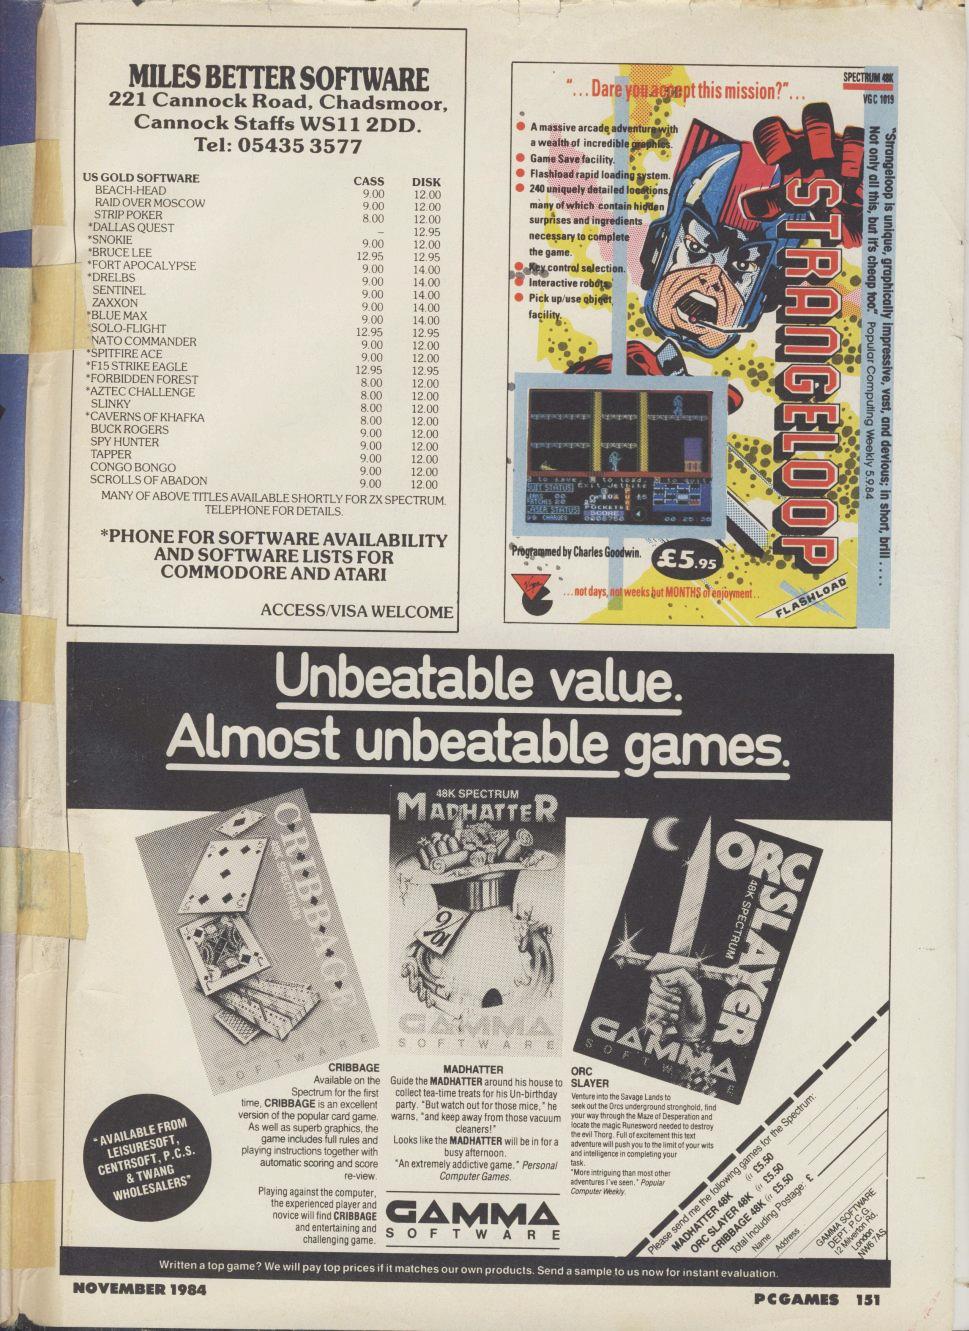 MILES BETTER SOFTWARE
221 Cannock Road, Chadsmoor,
Cannock Staffs WS11 2DD.
Tel: 05435 3577
US GOLD SOFTWARE CASS DISK
BEACH-HEAD 9.00 12.00
RAID OVER MOSCOW 9.00 12.00
STRIP POKER 8.00 12.00
*DALLAS QUEST – 12.95
*SNOKIE 9.00 12.00
*BRUCE LEE 12.95 12.95
*FORT APOCALYPSE 9.00 14.00
*DRELBS 9.00 14.00
SENTINEL 9.00 14.00
ZAXXON 9.00 14.00
*BLUE MAX 9.00 14.00
*SOLO-FLIGHT 12.95 12.95
NATO COMMANDER 9.00 12.00
*SPITFIRE ACE 9.00 12.00
*F15 STRIKE EAGLE 12.95 12.95
*FORBIDDEN FOREST 8.00 12.00
*AZTEC CHALLENGE 8.00 12.00
SLINKY 8.00 12.00
*CAVERNS OF KHAFKA 8.00 12.00
BUCK ROGERS 9.00 12.00
SPY HUNTER 9.00 12.00
TAPPER 9.00 12.00
CONGO BONGO 9.00 12.00
SCROLLS OF ABADON 9.00 12.00
MANY OF ABOVE TITLES AVAILABLE SHORTLY FOR ZX SPECTRUM.
TELEPHONE FOR DETAILS.
*PHONE FOR SOFTWARE AVAILABILITY
AND SOFTWARE LISTS FOR
COMMODORE AND ATARI
ACCESS/VISA WELCOME
"...Dare you accept this mission?"...
SPECTRUM 48K
VGC 1019
A massive arcade adventure with
a wealth of incredible graphics.
Game Save facility.
Flashload rapid loading system.
240 uniquely detailed locations
many of which contain hidden
surprises and ingredients
necessary to complete
the game.
Key control selection.
Interactive robots.
Pick up/use object
facility.
STRANGELOOP
"Strangeloop is unique, graphically impressive, vast, and devious; in short, brill ....
Not only all this, but it's cheap too." Popular Computing Weekly 5.9.84
SUIT STATUS
LASER STATUS
POCKETS
SCORE
Programmed by Charles Goodwin.
£5.95
Virgin
...not days, not weeks but MONTHS of enjoyment..
FLASHLOAD
Unbeatable value.
Almost unbeatable games.
CRIBBAGE
48K SPECTRUM
SOFTWARE
48K SPECTRUM
MADHATTER
9/10/
GAMMA
SOFTWARE
ORC SLAYER
48K SPECTRUM
GAMMA
SOFTWARE
CRIBBAGE
Available on the
Spectrum for the first
time, CRIBBAGE is an excellent
version of the popular card game.
As well as superb graphics, the
game includes full rules and
playing instructions together with
automatic scoring and score
re-view.
Playing against the computer,
the experienced player and
novice will find CRIBBAGE
and entertaining and
challenging game.
MADHATTER
Guide the MADHATTER around his house to
collect tea-time treats for his Un-birthday
party. "But watch out for those mice," he
warns, "and keep away from those vacuum
cleaners!"
Looks like the MADHATTER will be in for a
busy afternoon.
"An extremely addictive game." Personal
Computer Games.
GAMMA
SOFTWARE
ORC
SLAYER
Venture into the Savage Lands to
seek out the Orcs underground stronghold, find
your way through the Maze of Desperation and
locate the magic Runesword needed to destroy
the evil Thorg. Full of excitement this text
adventure will push you to the limit of your wits
and intelligence in completing your
task.
"More intriguing than most other
adventures I've seen." Popular
Computer Weekly.
"AVAILABLE FROM
LEISURESOFT,
CENTRSOFT, P.C.S.
& TWANG
WHOLESALERS"
Please send me the following games for the Spectrum:
MADHATTER 48K @ £5.50
ORC SLAYER 48K @ £5.50
CRIBBAGE 48K @ £5.50
Total Including Postage: £
Name
Address
GAMMA SOFTWARE
DEPT. P.C.G.
12 Milverton Rd.
London
NW6 7AS
Written a top game? We will pay top prices if it matches our own products. Send a sample to us now for instant evaluation.
NOVEMBER 1984
PCGAMES 151